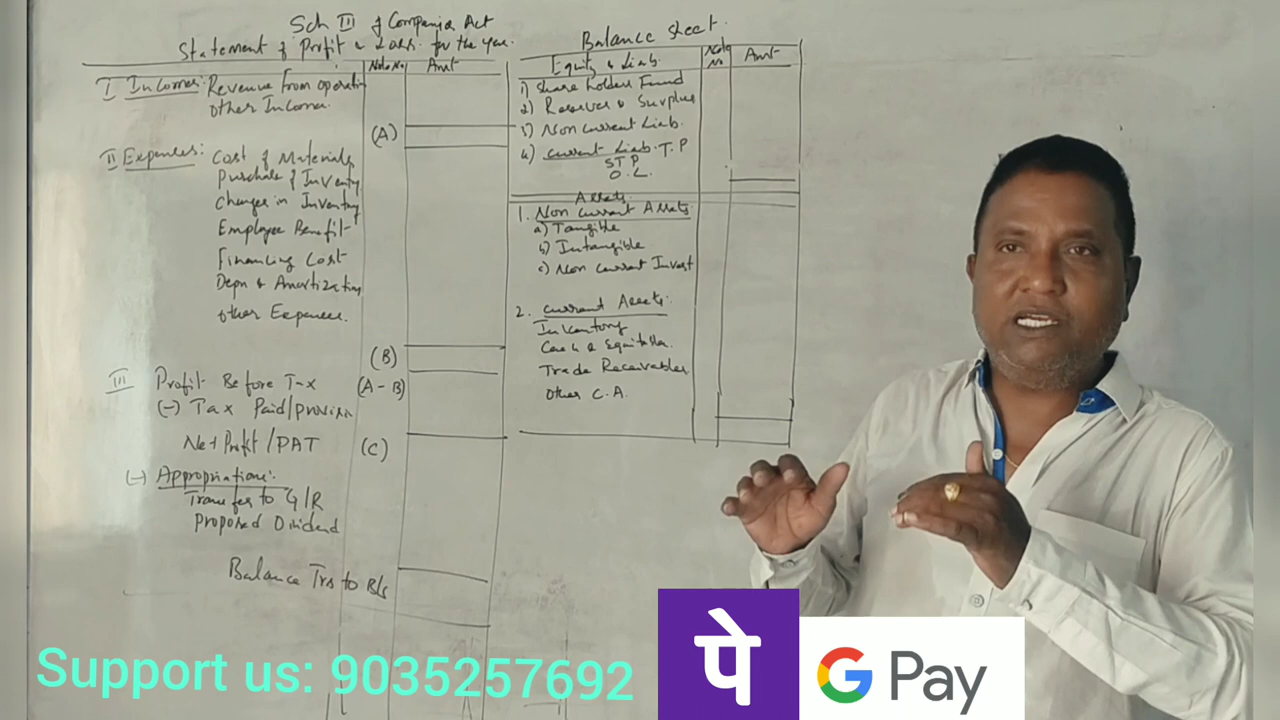 Sch III of Companies Act
Statement of Profit & Loss for the year.
Note No Amt
I Incomes: Revenue from operation
other Income.
(A)
II Expenses: Cost of Materials
Purchase of Inventy
Changes in Inventory
Employee Benefit
Financing Cost
Depn & Amortization
other Expenses.
(B)
III Profit Before Tax (A-B)
(-) Tax Paid/provision
Net Profit/PAT (C)
(-) Appropriation:
Transfer to G/R
Proposed Dividend
Balance Trs to B/s
Balance Sheet.
Equity & Liab. Note No Amt
1) Share holders Fund
2) Reserves & Surplus
3) Non Current Liab.
4) Current Liab. T.P
S T P
O. L.
Assets
1. Non Current Assets
a) Tangible
b) Intangible
c) Non Current Invest
2. Current Assets:
Inventory
Cash &
Trade Receivables
Other C.A.
Support us: 9035257692
पे
G Pay